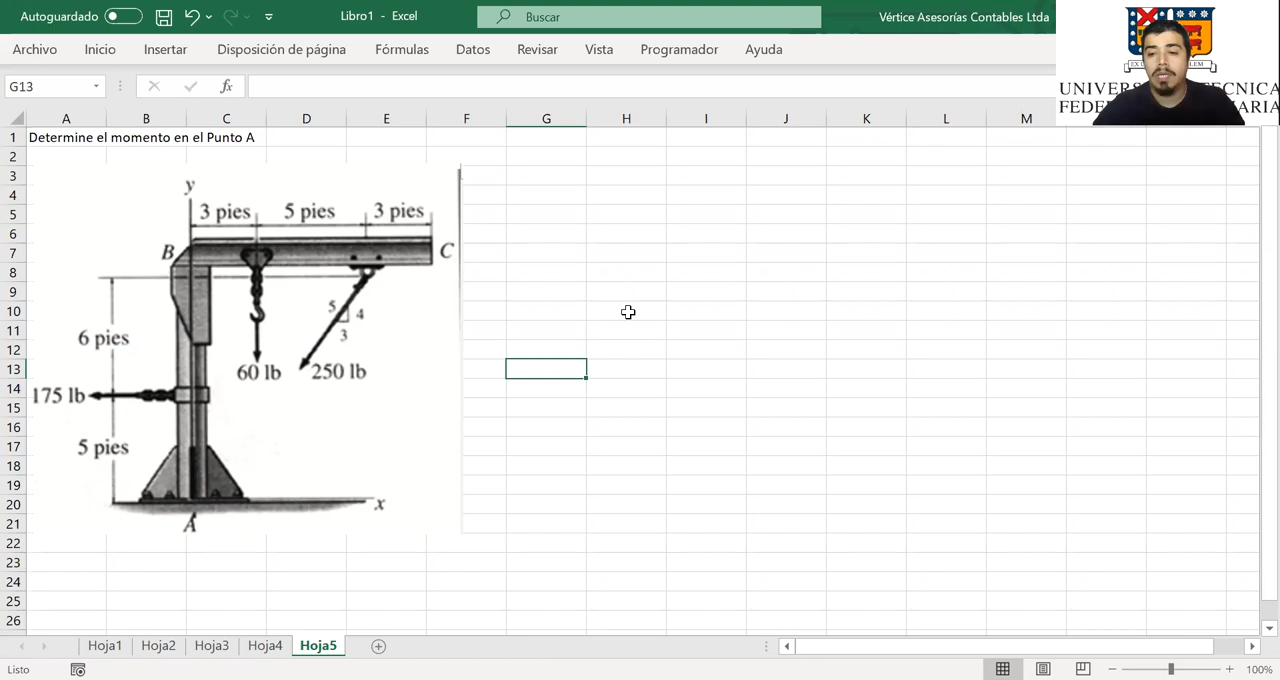 Autoguardado
Libro1 - Excel
Buscar
Vértice Asesorías Contables Ltda
Archivo Inicio Insertar Disposición de página Fórmulas Datos Revisar Vista Programador Ayuda
G13
fx
A B C D E F G H I J K L M
1 Determine el momento en el Punto A
2
3
4
5
6
7
8
9
10
11
12
13
14
15
16
17
18
19
20
21
22
23
24
25
26
y
3 pies 5 pies 3 pies
B C
5 4
3
6 pies
60 lb 250 lb
175 lb
5 pies
x
A
Hoja1 Hoja2 Hoja3 Hoja4 Hoja5
Listo
100%